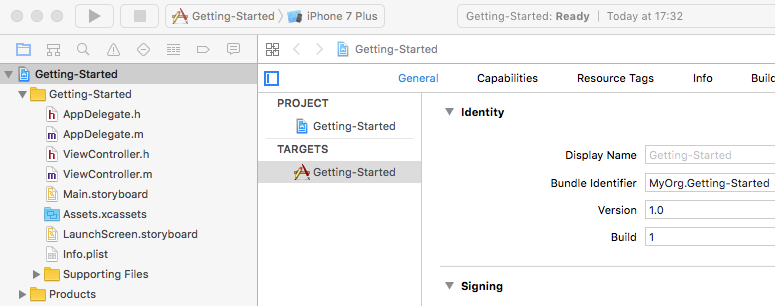 Getting-Started iPhone 7 Plus Getting-Started: Ready Today at 17:32
Getting-Started
Getting-Started
General Capabilities Resource Tags Info Build
Getting-Started
PROJECT
AppDelegate.h
Getting-Started
Identity
AppDelegate.m
ViewController.h
TARGETS
Display Name Getting-Started
ViewController.m
Getting-Started
Bundle Identifier MyOrg.Getting-Started
Main.storyboard
Assets.xcassets
Version 1.0
LaunchScreen.storyboard
Build 1
Info.plist
Supporting Files
Signing
Products